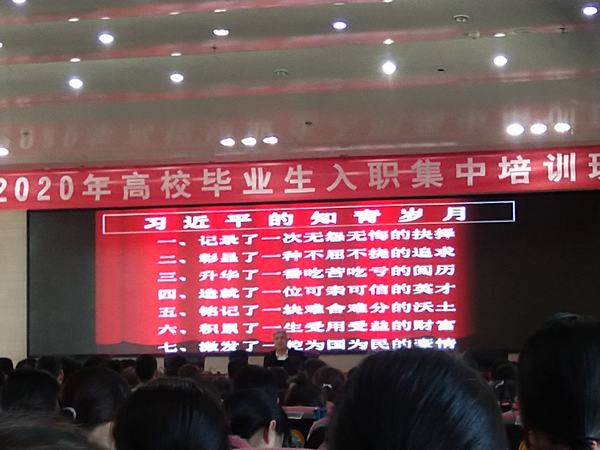 2020年高校毕业生入职集中培训班
习近平的知青岁月
一、记录了一次无怨无悔的抉择
二、彰显了一种不屈不挠的追求
三、升华了一番吃苦吃亏的阅历
四、造就了一位可亲可信的英才
五、铭记了一块难舍难分的沃土
六、积累了一生受用受益的财富
七、激发了一腔为国为民的豪情